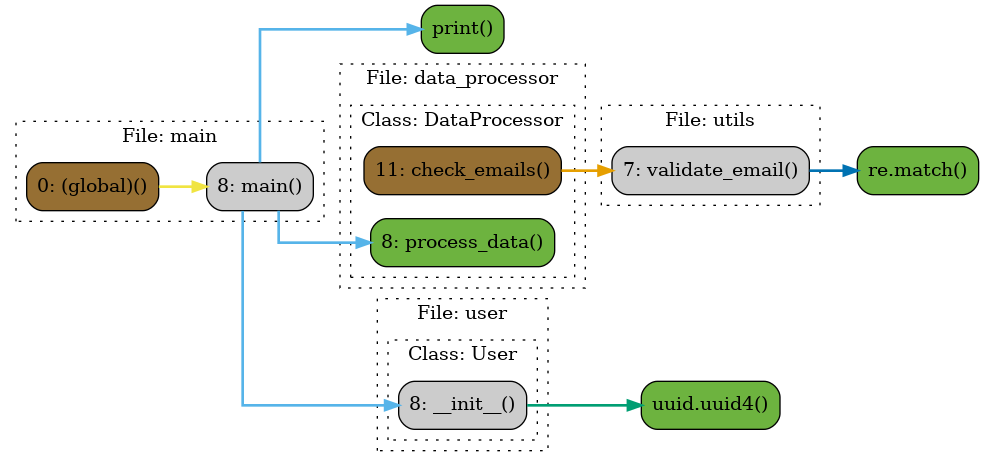 print()
File: data_processor
Class: DataProcessor
File: utils
File: main
0: (global)()
8: main()
11: check_emails()
7: validate_email()
re.match()
8: process_data()
File: user
Class: User
8: __init__()
uuid.uuid4()